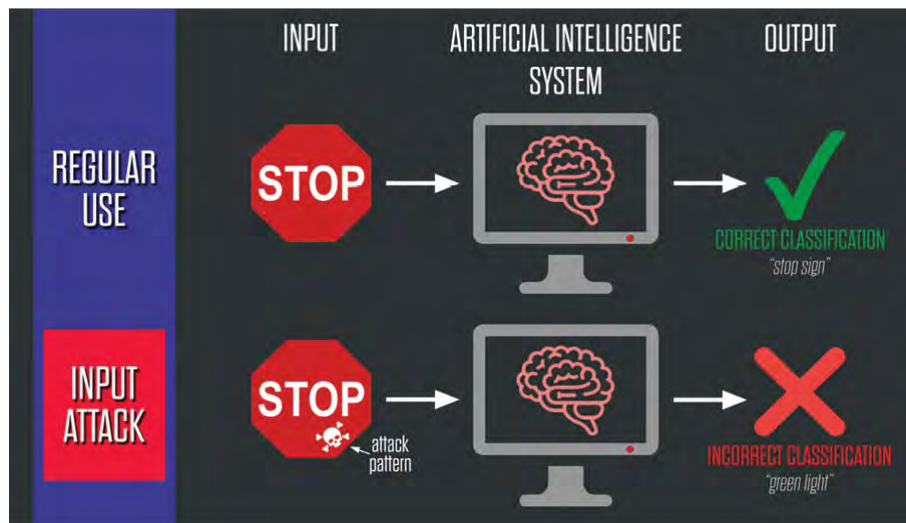 INPUT
ARTIFICIAL INTELLIGENCE
SYSTEM
OUTPUT
REGULAR
USE
STOP
CORRECT CLASSIFICATION
"stop sign"
INPUT
ATTACK
STOP
attack
pattern
INCORRECT CLASSIFICATION
"green light"